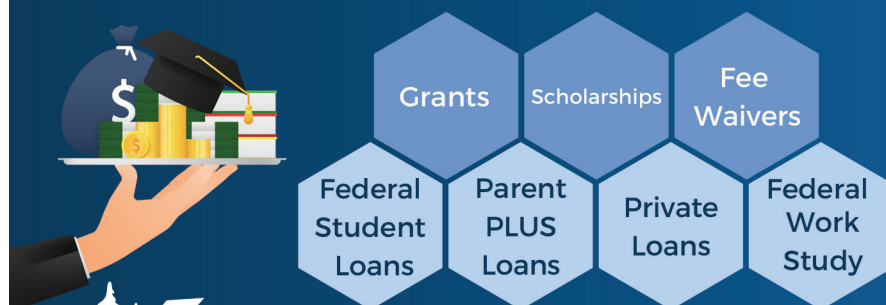 $
$
Grants
Scholarships
Fee
Waivers
Federal
Student
Loans
Parent
PLUS
Loans
Private
Loans
Federal
Work
Study